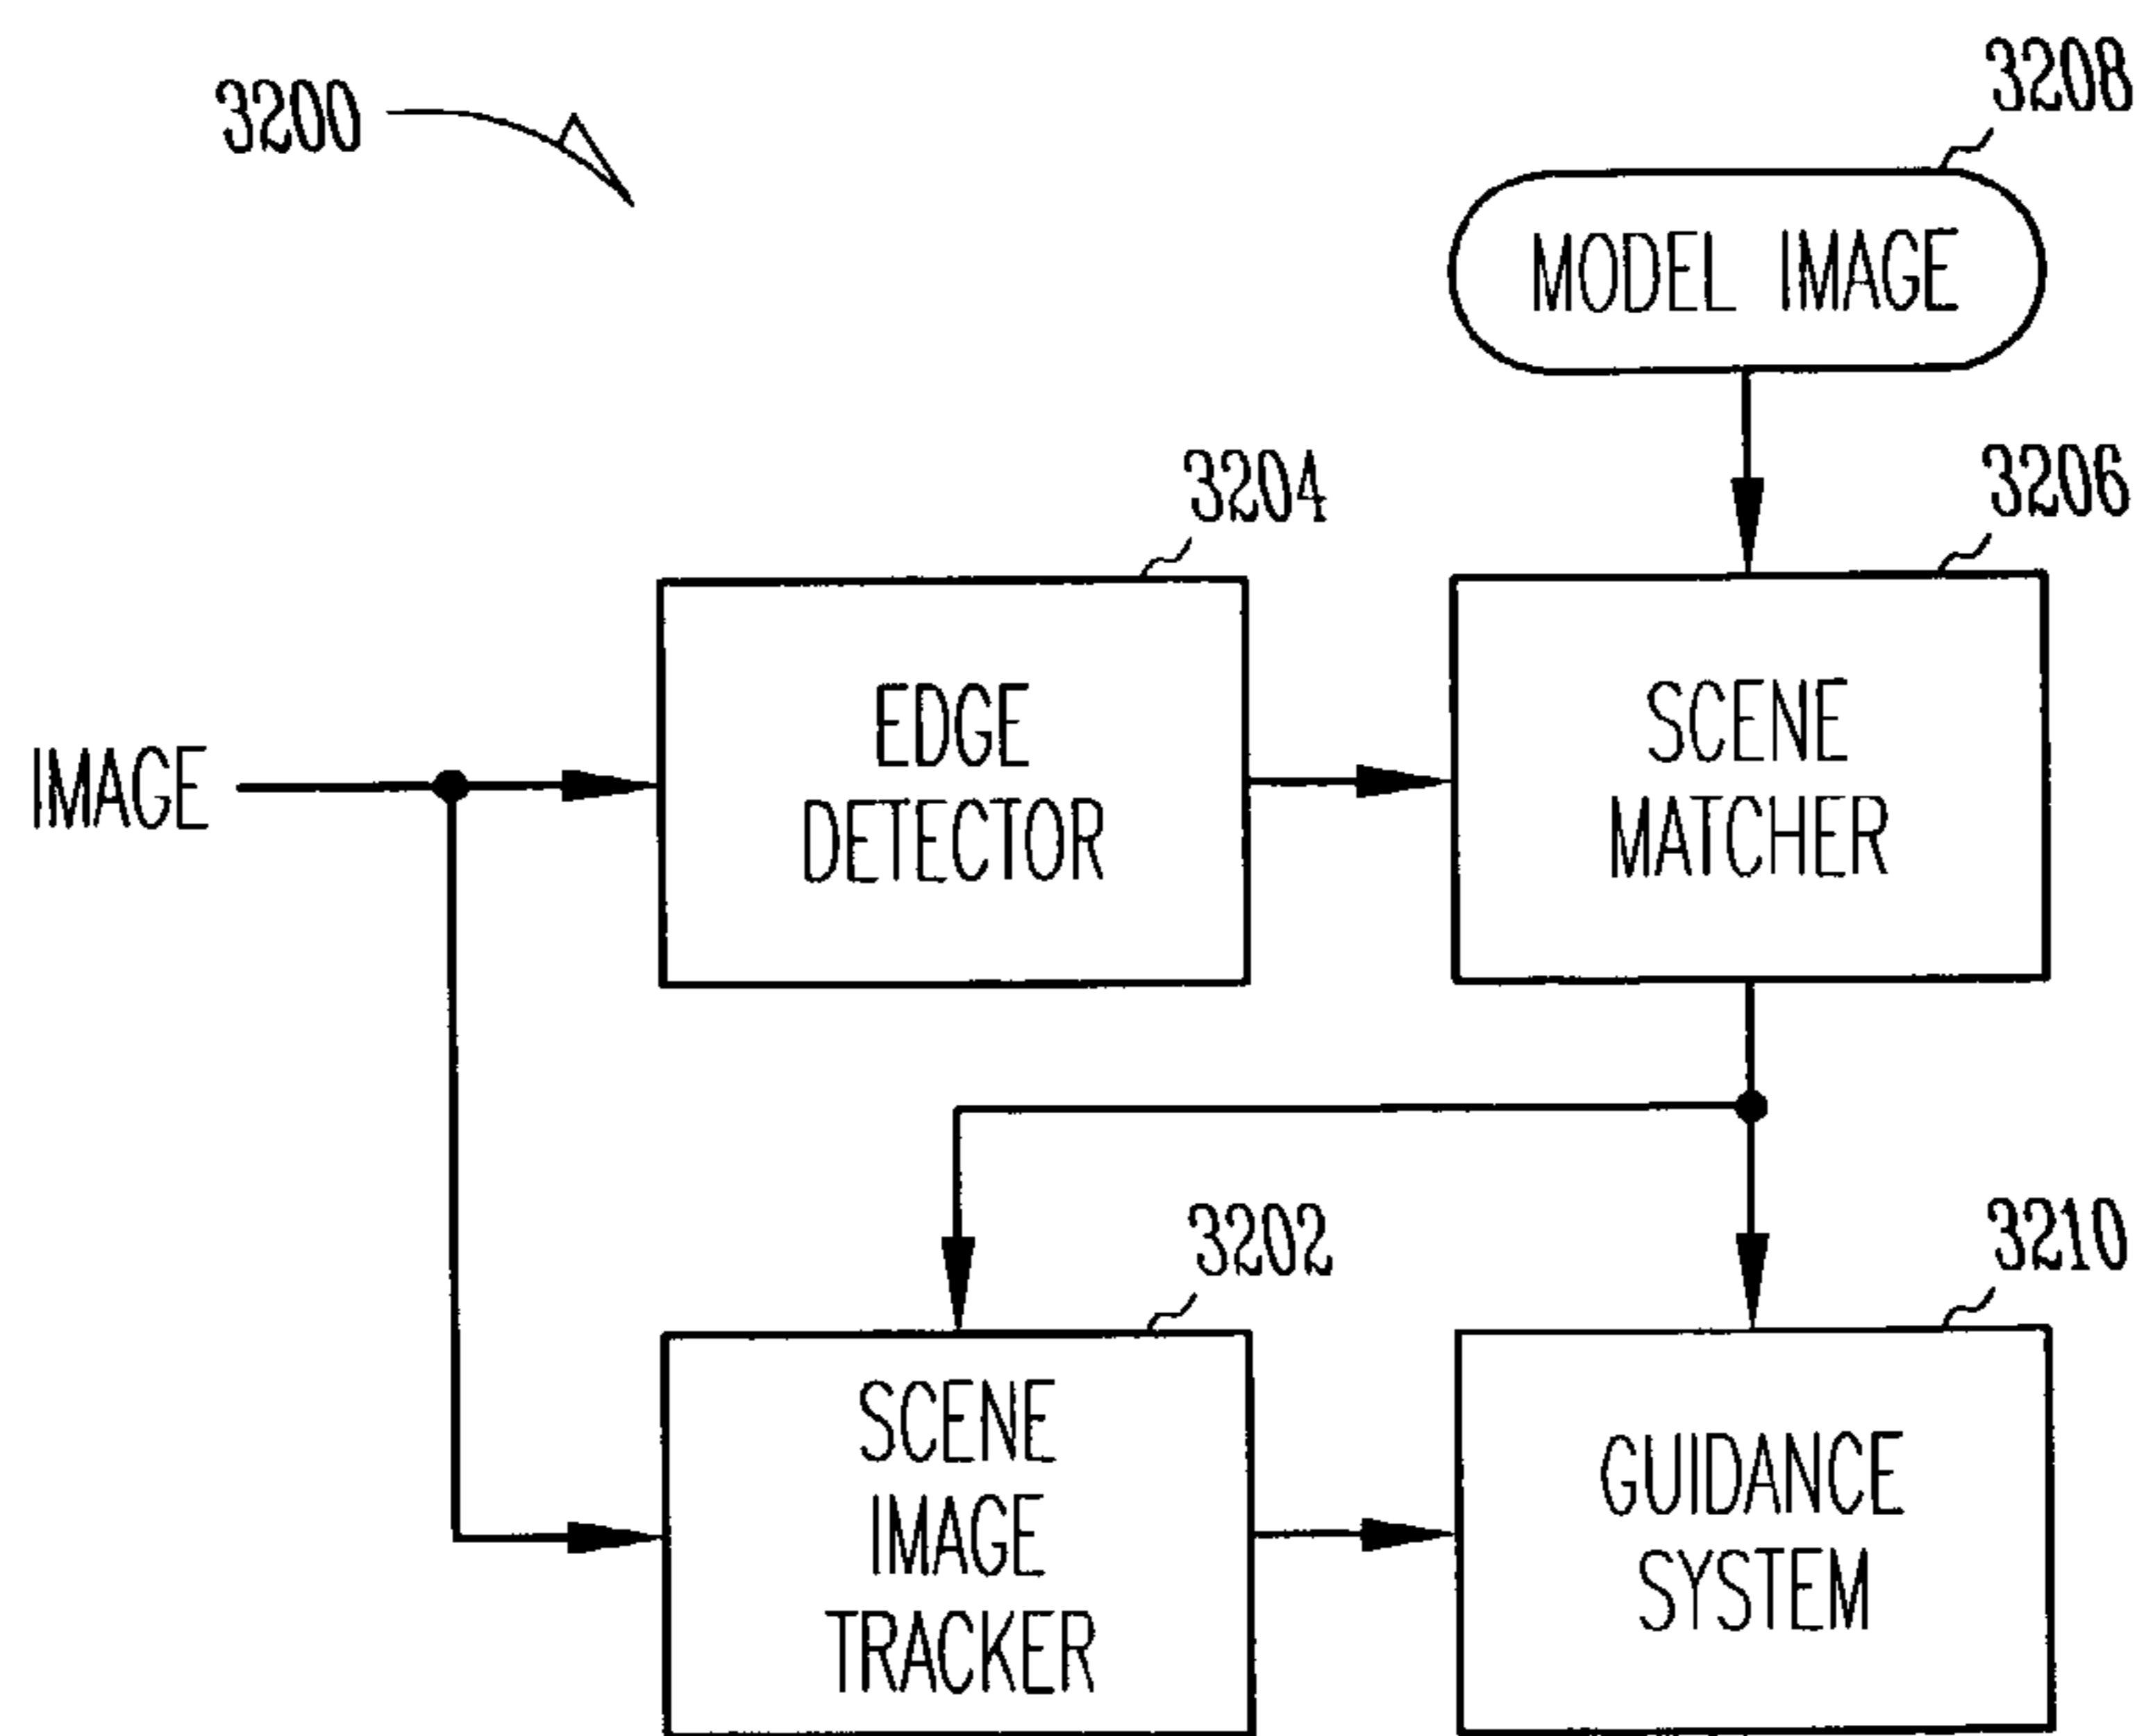 3200
3208
MODEL IMAGE
3204
3206
EDGE
DETECTOR
SCENE
MATCHER
IMAGE
3202
3210
SCENE
IMAGE
TRACKER
GUIDANCE
SYSTEM